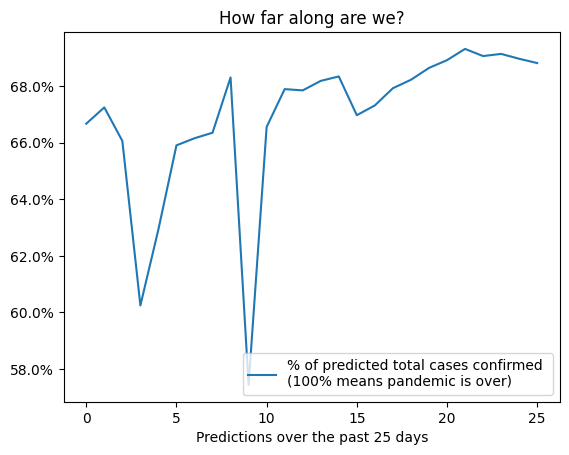 How far along are we?
68.0%
66.0%
64.0%
62.0%
60.0%
58.0%
% of predicted total cases confirmed
(100% means pandemic is over)
0 5 10 15 20 25
Predictions over the past 25 days